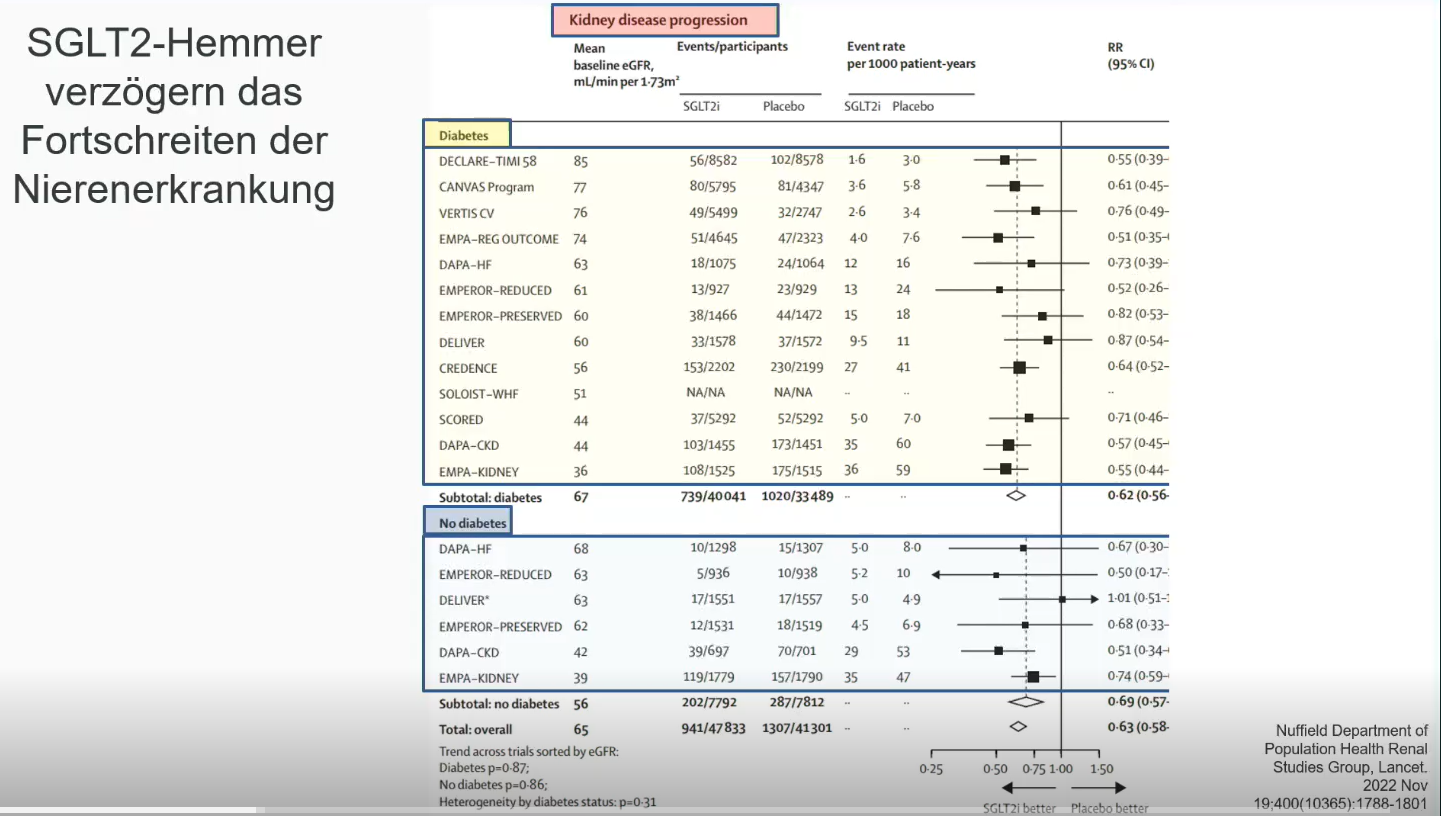 SGLT2-Hemmer
verzögern das
Fortschreiten der
Nierenerkrankung
Kidney disease progression
Mean baseline eGFR, mL/min per 1·73m² Events/participants Event rate per 1000 patient-years RR (95% CI)
SGLT2i Placebo SGLT2i Placebo
Diabetes
DECLARE–TIMI 58 85 56/8582 102/8578 1·6 3·0 0·55 (0·39–
CANVAS Program 77 80/5795 81/4347 3·6 5·8 0·61 (0·45–
VERTIS CV 76 49/5499 32/2747 2·6 3·4 0·76 (0·49–
EMPA–REG OUTCOME 74 51/4645 47/2323 4·0 7·6 0·51 (0·35–
DAPA–HF 63 18/1075 24/1064 12 16 0·73 (0·39–
EMPEROR–REDUCED 61 13/927 23/929 13 24 0·52 (0·26–
EMPEROR–PRESERVED 60 38/1466 44/1472 15 18 0·82 (0·53–
DELIVER 60 33/1578 37/1572 9·5 11 0·87 (0·54–
CREDENCE 56 153/2202 230/2199 27 41 0·64 (0·52–
SOLOIST–WHF 51 NA/NA NA/NA ·· ·· ··
SCORED 44 37/5292 52/5292 5·0 7·0 0·71 (0·46–
DAPA–CKD 44 103/1455 173/1451 35 60 0·57 (0·45–
EMPA–KIDNEY 36 108/1525 175/1515 36 59 0·55 (0·44–
Subtotal: diabetes 67 739/40 041 1020/33 489 ·· ·· 0·62 (0·56–
No diabetes
DAPA–HF 68 10/1298 15/1307 5·0 8·0 0·67 (0·30–
EMPEROR–REDUCED 63 5/936 10/938 5·2 10 0·50 (0·17–
DELIVER* 63 17/1551 17/1557 5·0 4·9 1·01 (0·51–
EMPEROR–PRESERVED 62 12/1531 18/1519 4·5 6·9 0·68 (0·33–
DAPA–CKD 42 39/697 70/701 29 53 0·51 (0·34–
EMPA–KIDNEY 39 119/1779 157/1790 35 47 0·74 (0·59–
Subtotal: no diabetes 56 202/7792 287/7812 ·· ·· 0·69 (0·57–
Total: overall 65 941/47 833 1307/41 301 ·· ·· 0·63 (0·58–
Trend across trials sorted by eGFR:
Diabetes p=0·87;
No diabetes p=0·86;
Heterogeneity by diabetes status: p=0·31
0·25 0·50 0·75 1·00 1·50
SGLT2i better Placebo better
Nuffield Department of
Population Health Renal
Studies Group, Lancet.
2022 Nov
19;400(10365):1788-1801